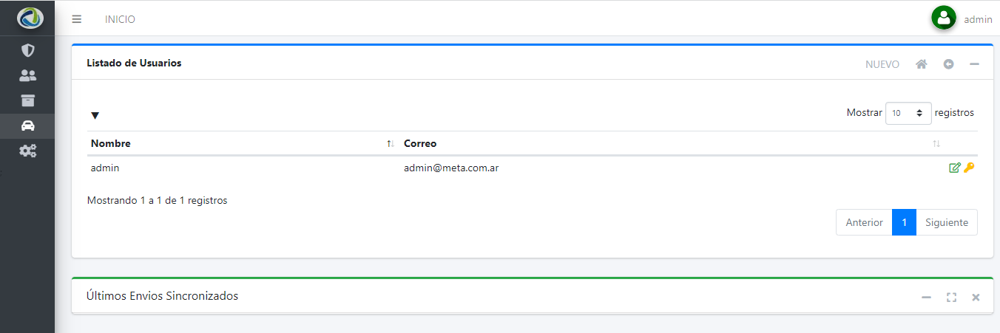 INICIO
admin
Listado de Usuarios
NUEVO
Mostrar 10 registros
Nombre Correo
admin admin@meta.com.ar
Mostrando 1 a 1 de 1 registros
Anterior 1 Siguiente
Últimos Envios Sincronizados